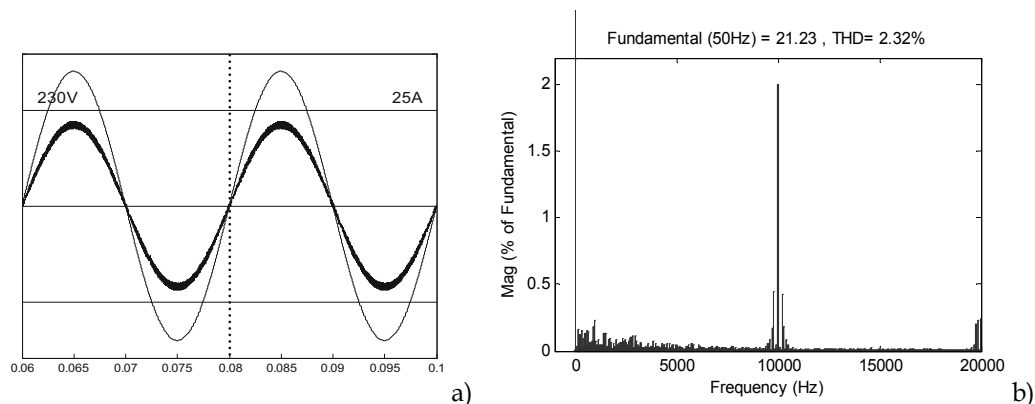 230V
25A
0.06 0.065 0.07 0.075 0.08 0.085 0.09 0.095 0.1
a)
Fundamental (50Hz) = 21.23 , THD= 2.32%
Mag (% of Fundamental)
2
1.5
1
0.5
0
0 5000 10000 15000 20000
Frequency (Hz)
b)